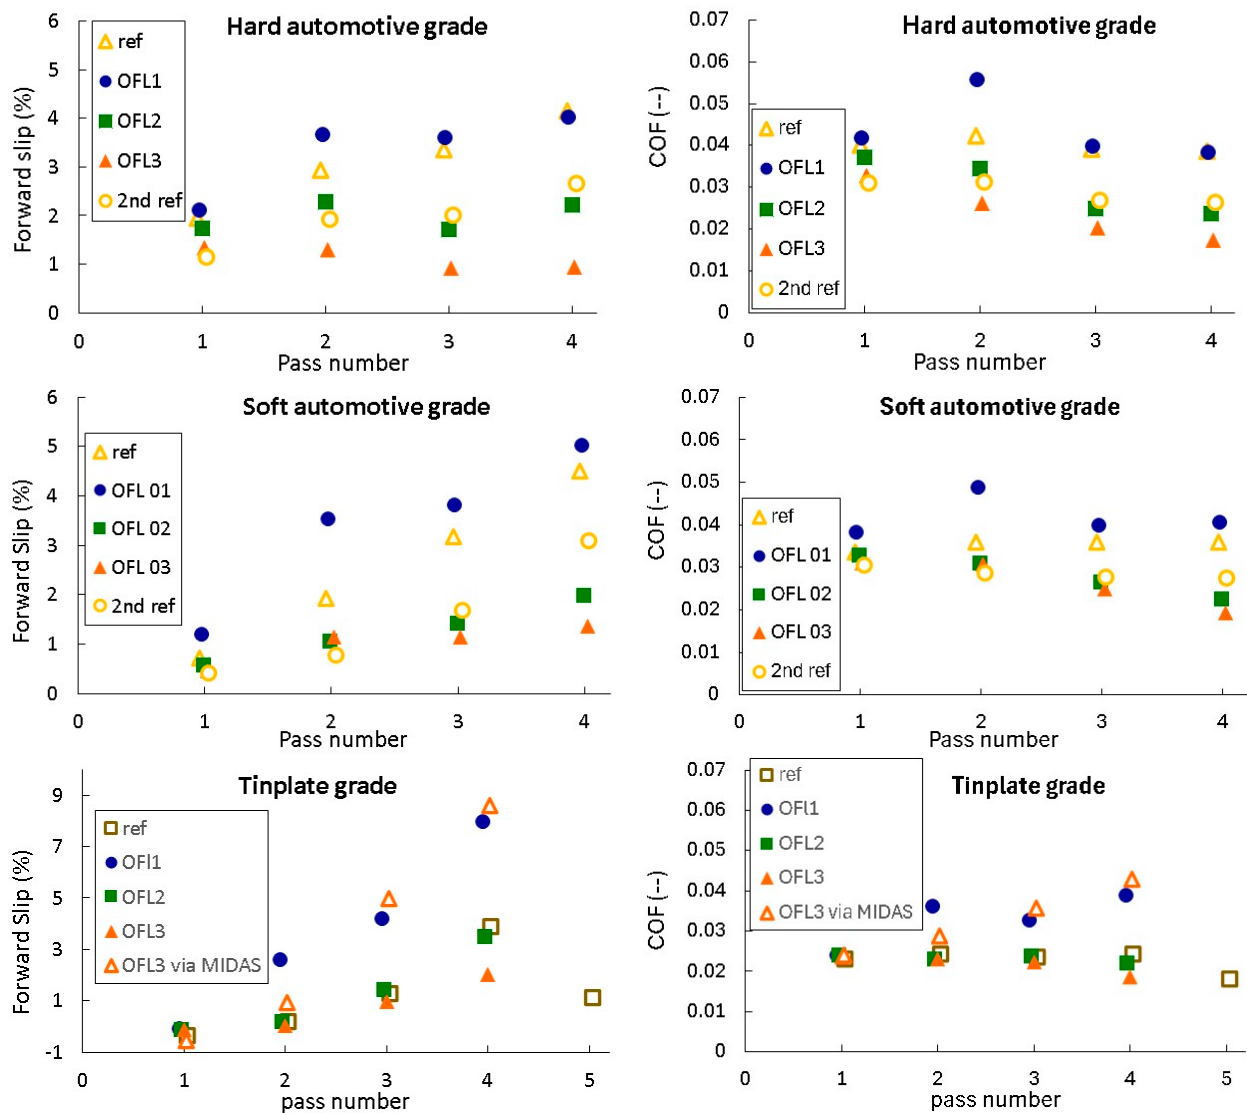 Hard automotive grade
Forward slip (%)
6
5
4
3
2
1
0
ref
OFL1
OFL2
OFL3
2nd ref
0 1 2 3 4
Pass number
Hard automotive grade
COF (--)
0.07
0.06
0.05
0.04
0.03
0.02
0.01
0
ref
OFL1
OFL2
OFL3
2nd ref
0 1 2 3 4
Pass number
Soft automotive grade
Forward Slip (%)
6
5
4
3
2
1
0
ref
OFL 01
OFL 02
OFL 03
2nd ref
0 1 2 3 4
Pass number
Soft automotive grade
COF (--)
0.07
0.06
0.05
0.04
0.03
0.02
0.01
0
ref
OFL 01
OFL 02
OFL 03
2nd ref
0 1 2 3 4
Pass number
Tinplate grade
Forward Slip (%)
9
7
5
3
1
-1
ref
OFl1
OFL2
OFL3
OFL3 via MIDAS
0 1 2 3 4 5
pass number
Tinplate grade
COF (--)
0.07
0.06
0.05
0.04
0.03
0.02
0.01
0
ref
OFl1
OFL2
OFL3
OFL3 via MIDAS
0 1 2 3 4 5
pass number